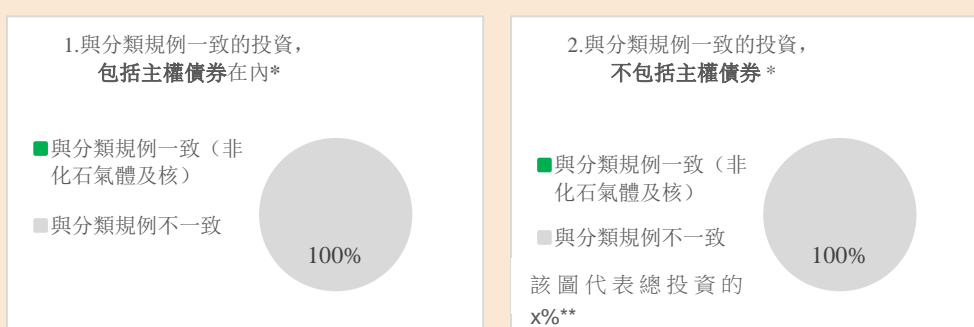 1.與分類規例一致的投資，
包括主權債券在內*
與分類規例一致（非
化石氣體及核）
與分類規例不一致
100%
2.與分類規例一致的投資，
不包括主權債券 *
與分類規例一致（非
化石氣體及核）
與分類規例不一致
100%
該圖代表總投資的
x%**